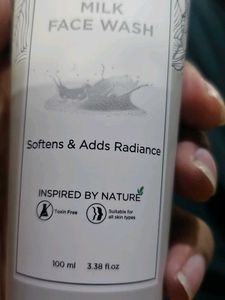 MILK
FACE WASH
Softens & Adds Radiance
INSPIRED BY NATURE
Toxin Free
Suitable for
all skin types
100 ml 3.38 fl.oz